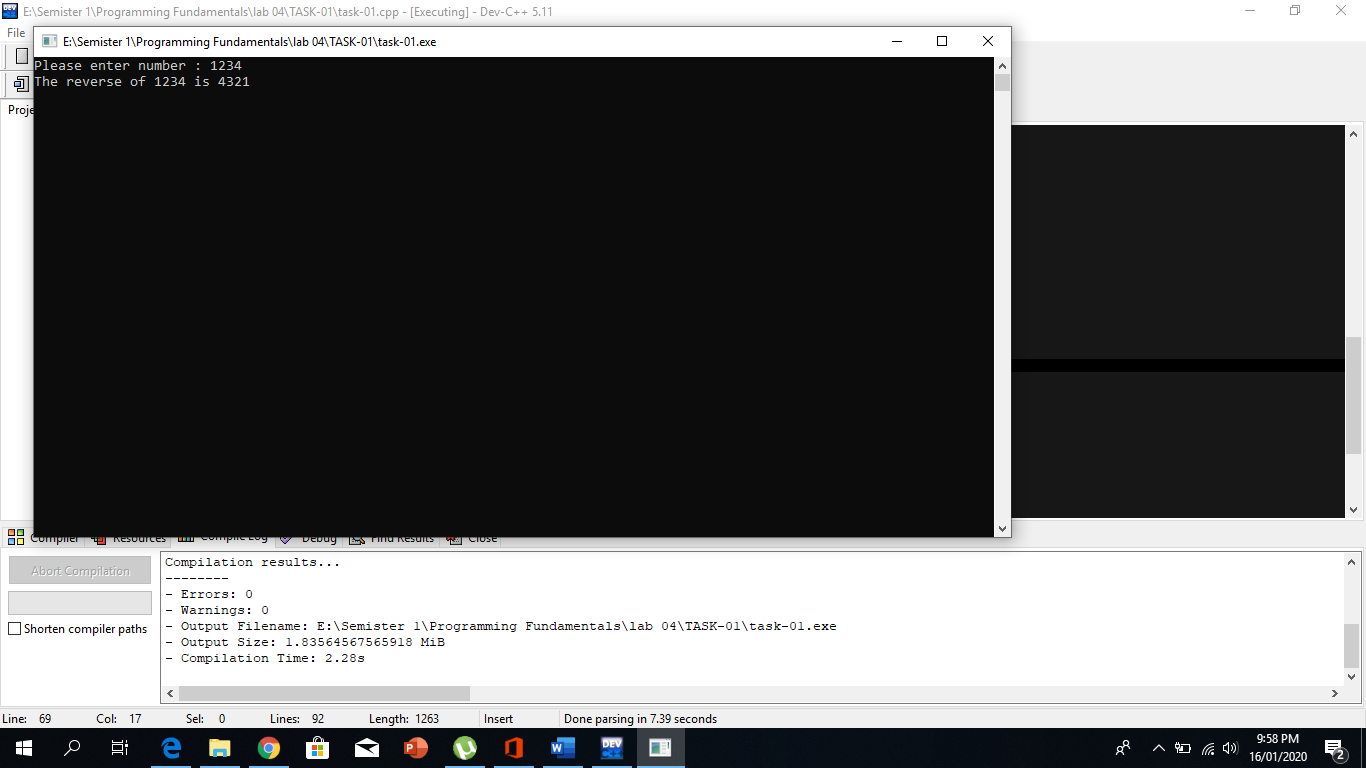 E:\Semister 1\Programming Fundamentals\lab 04\TASK-01\task-01.cpp - [Executing] - Dev-C++ 5.11
File
E:\Semister 1\Programming Fundamentals\lab 04\TASK-01\task-01.exe
Please enter number : 1234
The reverse of 1234 is 4321
Proje
Compiler Resources Compile Log Debug Find Results Close
Abort Compilation
Shorten compiler paths
Compilation results...
--------
- Errors: 0
- Warnings: 0
- Output Filename: E:\Semister 1\Programming Fundamentals\lab 04\TASK-01\task-01.exe
- Output Size: 1.83564567565918 MiB
- Compilation Time: 2.28s
Line: 69 Col: 17 Sel: 0 Lines: 92 Length: 1263 Insert Done parsing in 7.39 seconds
9:58 PM
16/01/2020
2